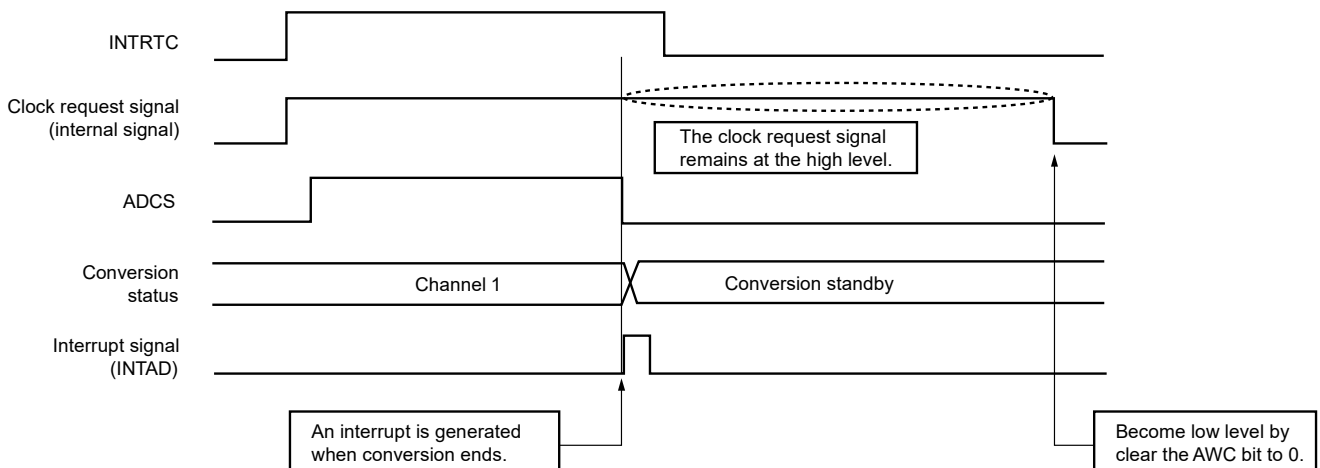 INTRTC
Clock request signal
(internal signal)
The clock request signal
remains at the high level.
ADCS
Conversion
status
Channel 1
Conversion standby
Interrupt signal
(INTAD)
An interrupt is generated
when conversion ends.
Become low level by
clear the AWC bit to 0.